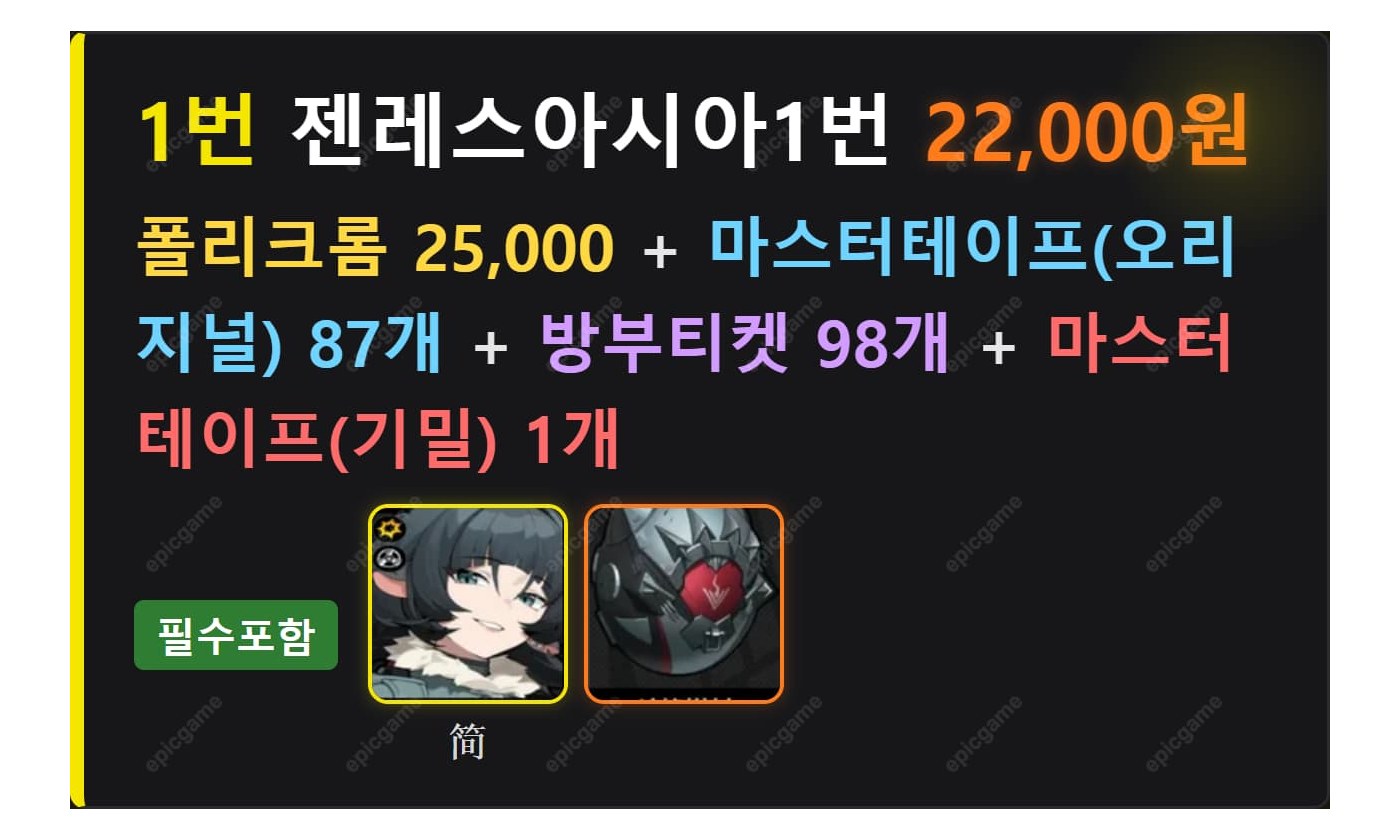 1번 젠레스아시아1번 22,000원
폴리크롬 25,000 + 마스터테이프(오리
지널) 87개 + 방부티켓 98개 + 마스터
테이프(기밀) 1개
필수포함
简
epicgame